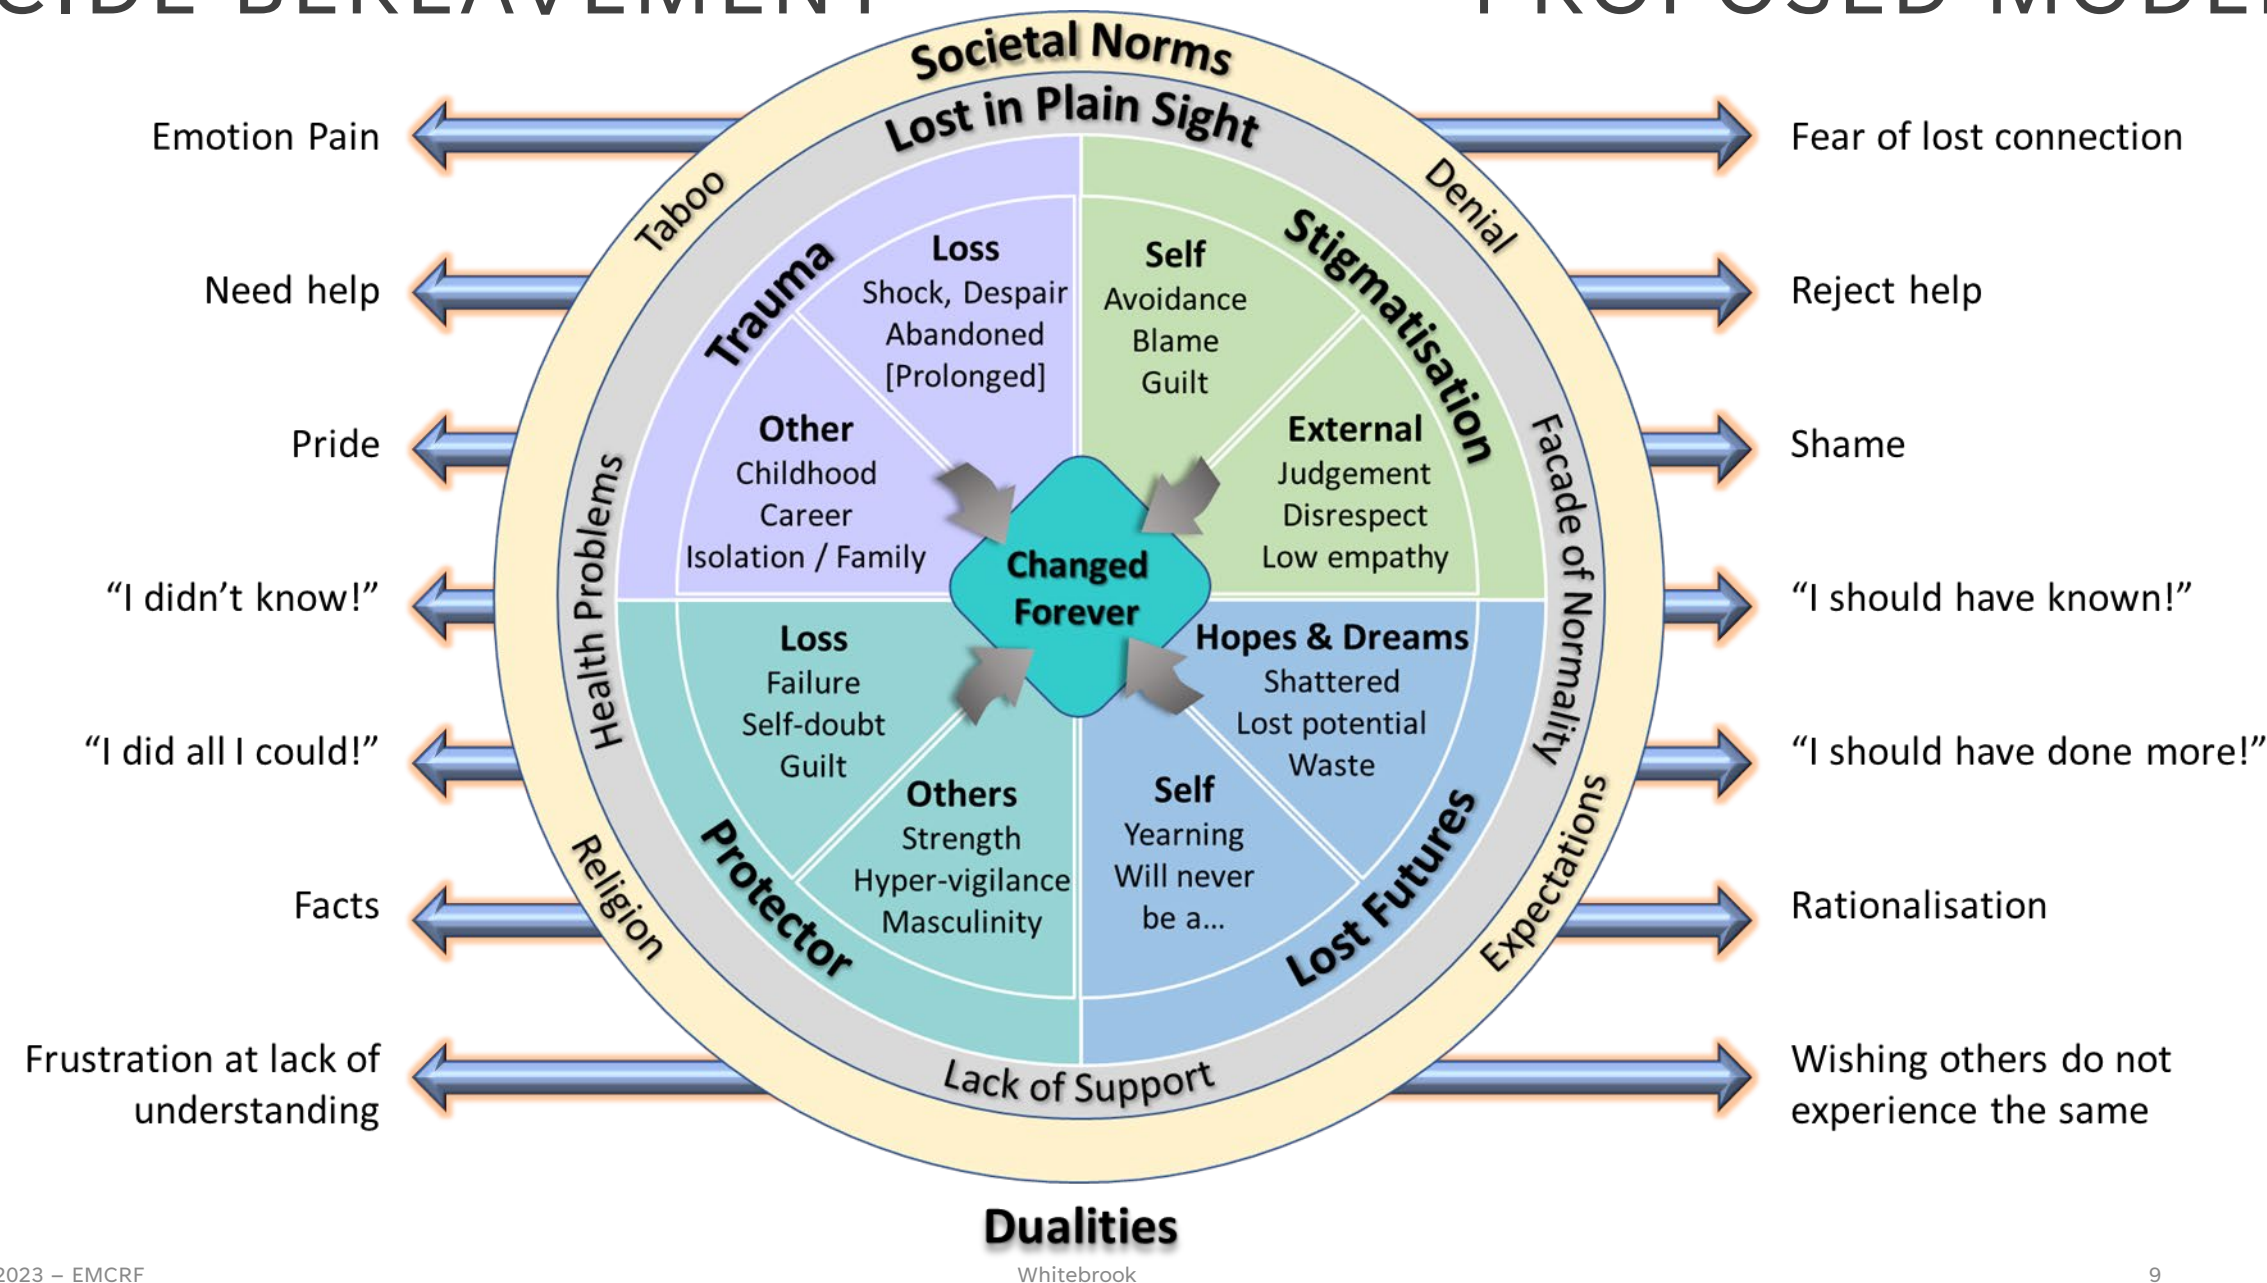 CIDE BEREAVEMENT
PROPOSED MODEL
Societal Norms
Lost in Plain Sight
Taboo
Denial
Health Problems
Facade of Normality
Religion
Expectations
Lack of Support
Trauma
Loss
Shock, Despair
Abandoned
[Prolonged]
Other
Childhood
Career
Isolation / Family
Stigmatisation
Self
Avoidance
Blame
Guilt
External
Judgement
Disrespect
Low empathy
Changed
Forever
Protector
Loss
Failure
Self-doubt
Guilt
Others
Strength
Hyper-vigilance
Masculinity
Lost Futures
Hopes & Dreams
Shattered
Lost potential
Waste
Self
Yearning
Will never
be a...
Emotion Pain
Fear of lost connection
Need help
Reject help
Pride
Shame
“I didn’t know!”
“I should have known!”
“I did all I could!”
“I should have done more!”
Facts
Rationalisation
Frustration at lack of
understanding
Wishing others do not
experience the same
Dualities
2023 – EMCRF
Whitebrook
9